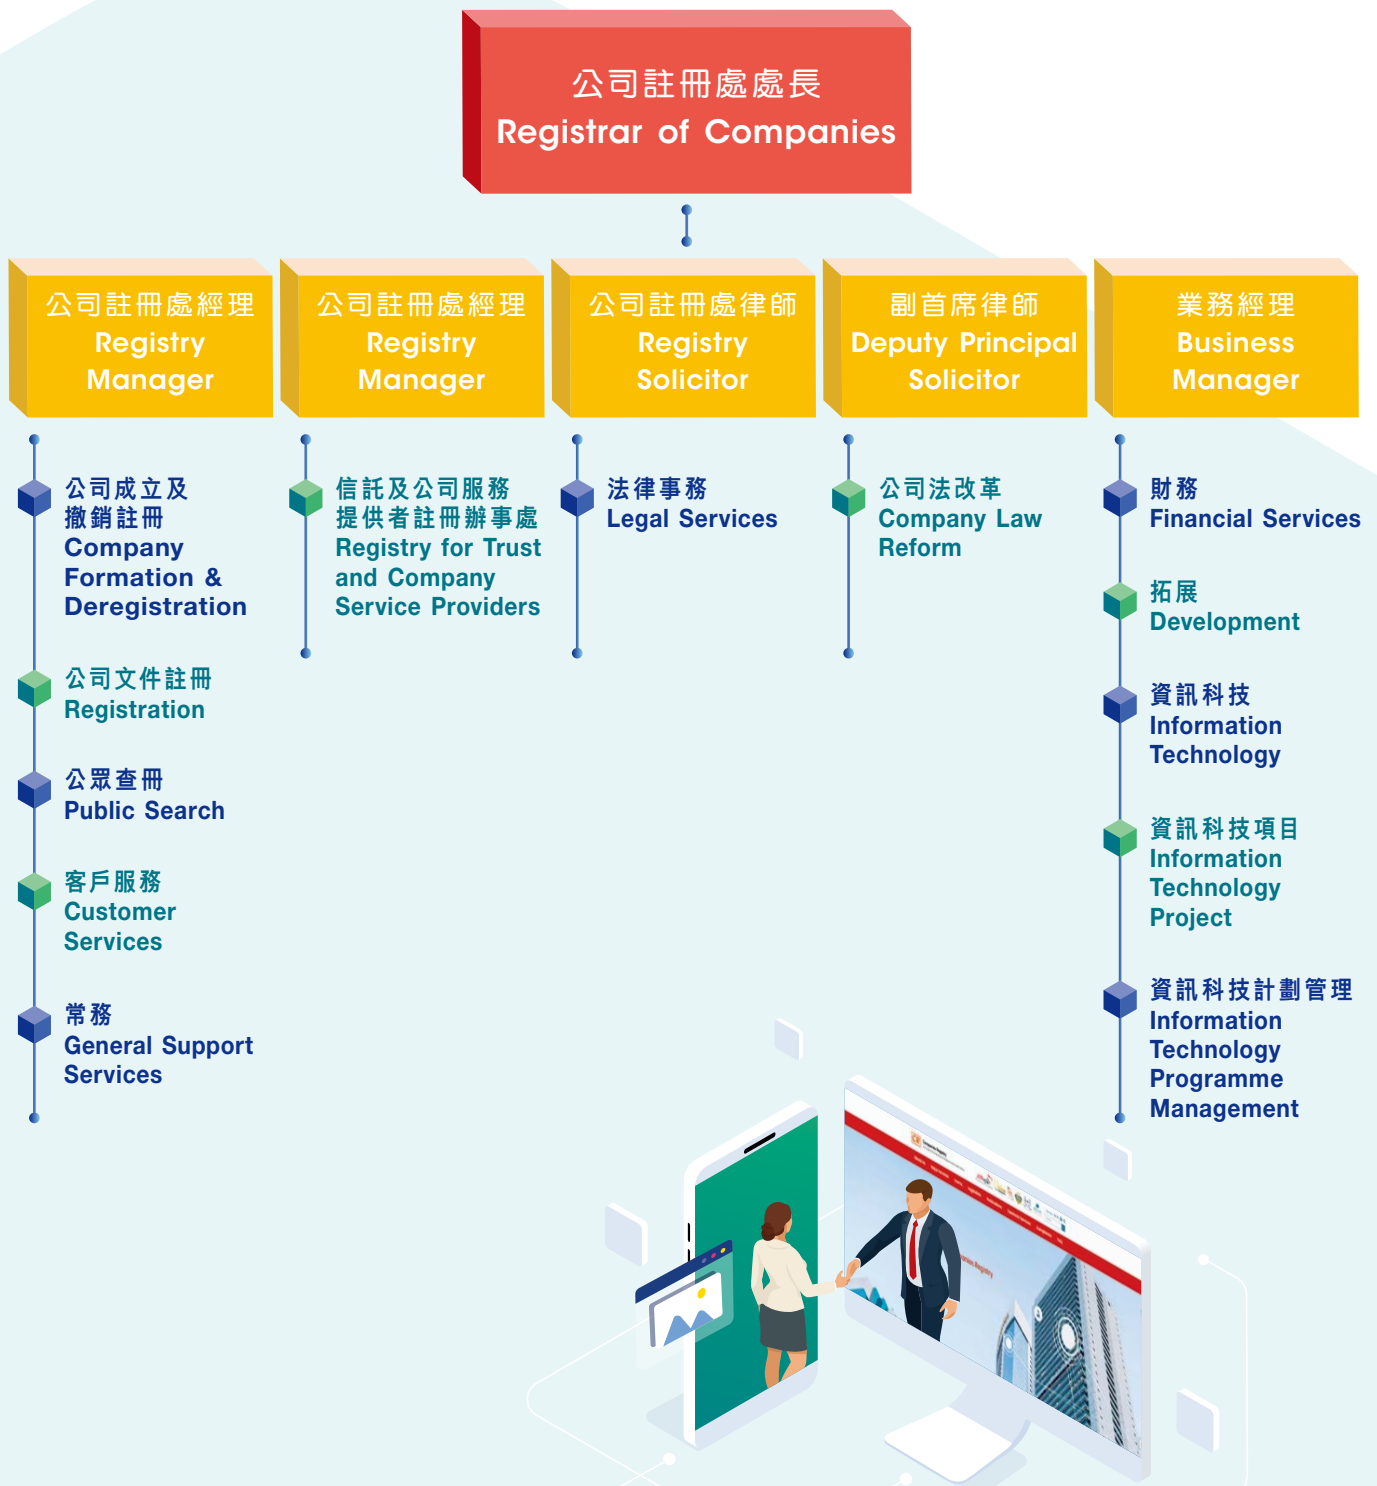 公司註冊處處長
Registrar of Companies
公司註冊處經理
Registry
Manager
公司註冊處經理
Registry
Manager
公司註冊處律師
Registry
Solicitor
副首席律師
Deputy Principal
Solicitor
業務經理
Business
Manager
公司成立及
撤銷註冊
Company
Formation &
Deregistration
公司文件註冊
Registration
公眾查冊
Public Search
客戶服務
Customer
Services
常務
General Support
Services
信託及公司服務
提供者註冊辦事處
Registry for Trust
and Company
Service Providers
法律事務
Legal Services
公司法改革
Company Law
Reform
財務
Financial Services
拓展
Development
資訊科技
Information
Technology
資訊科技項目
Information
Technology
Project
資訊科技計劃管理
Information
Technology
Programme
Management
Companies Registry